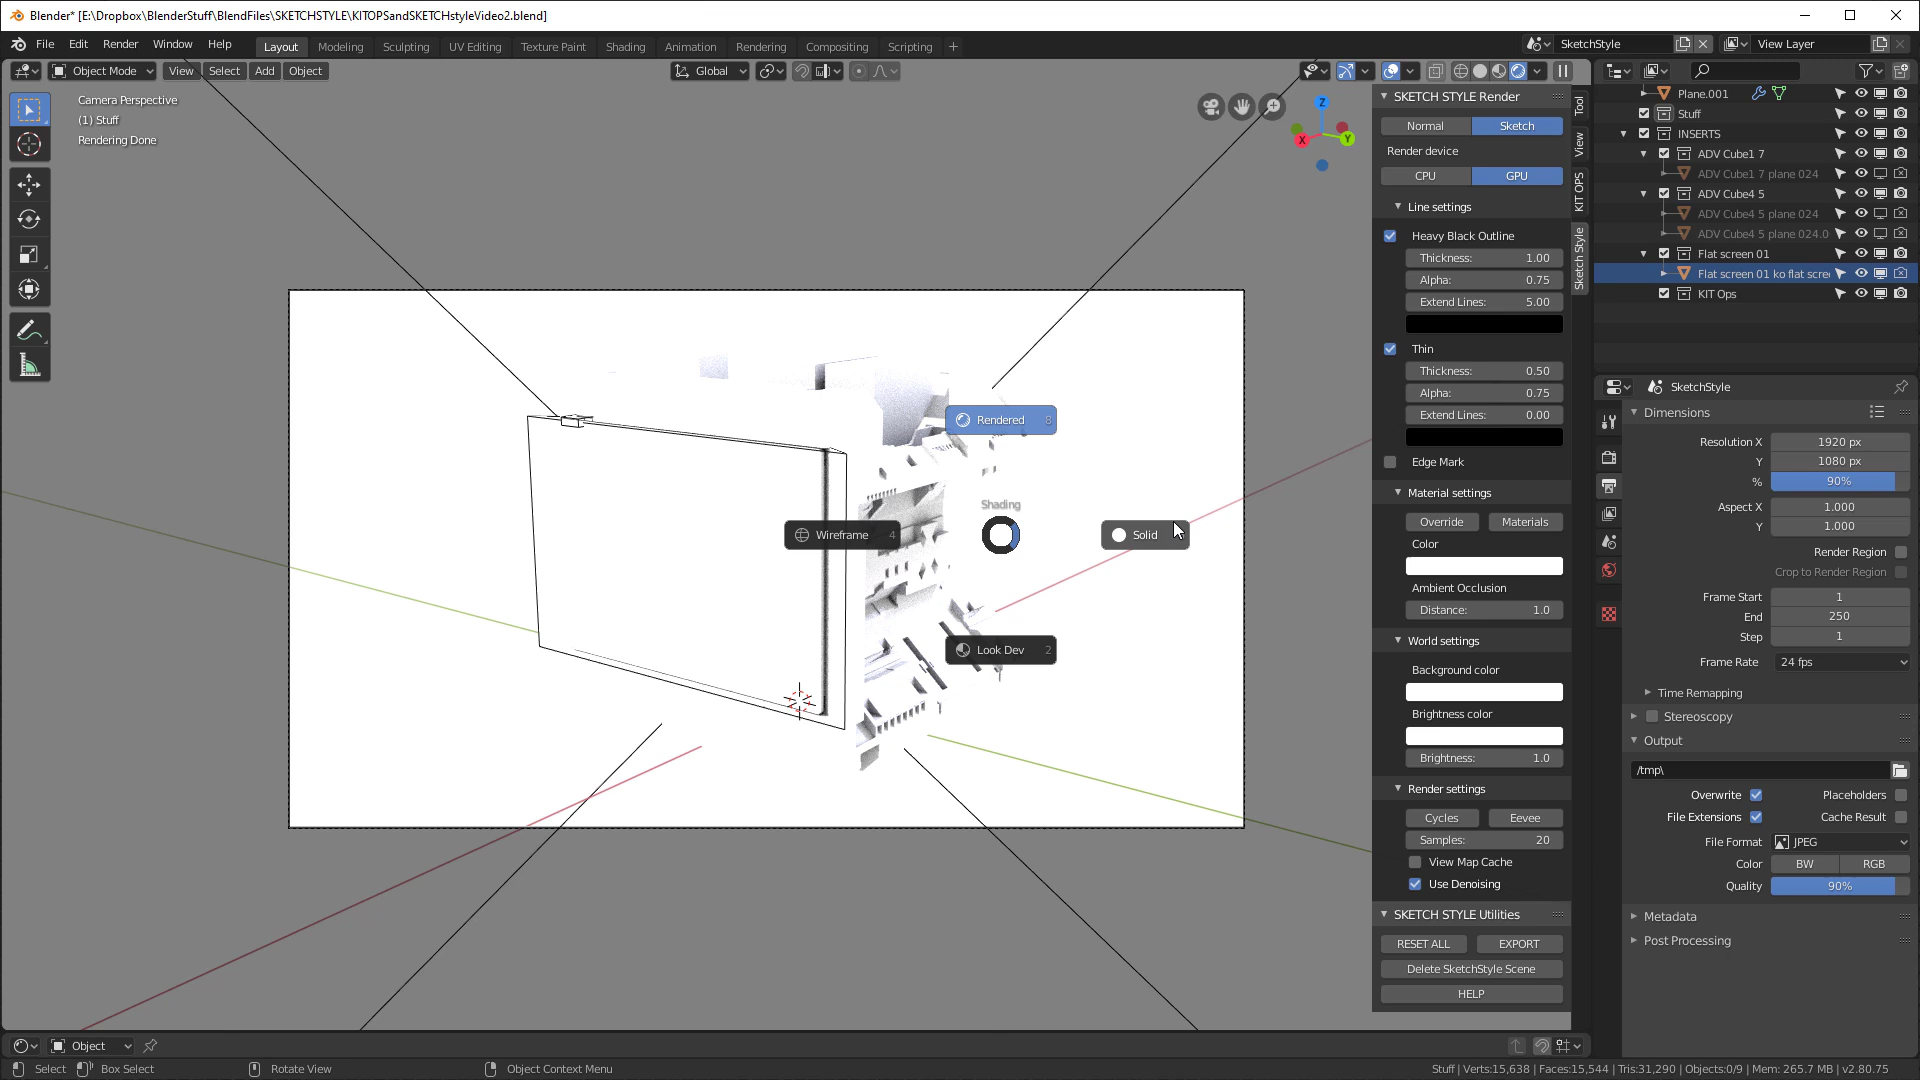 Blender* [E:\Dropbox\BlenderStuff\BlendFiles\SKETCHSTYLE\KITOPSandSKETCHstyleVideo2.blend]
File Edit Render Window Help Layout Modeling Sculpting UV Editing Texture Paint Shading Animation Rendering Compositing Scripting + SketchStyle View Layer
Object Mode View Select Add Object Global
Camera Perspective
(1) Stuff
Rendering Done
Z
X
Y
Rendered 8
Shading
Wireframe 4
Solid
Look Dev 2
SKETCH STYLE Render
Normal Sketch
Render device
CPU GPU
Line settings
Heavy Black Outline
Thickness: 1.00
Alpha: 0.75
Extend Lines: 5.00
Thin
Thickness: 0.50
Alpha: 0.75
Extend Lines: 0.00
Edge Mark
Material settings
Override Materials
Color
Ambient Occlusion
Distance: 1.0
World settings
Background color
Brightness color
Brightness: 1.0
Render settings
Cycles Eevee
Samples: 20
View Map Cache
Use Denoising
SKETCH STYLE Utilities
RESET ALL EXPORT
Delete SketchStyle Scene
HELP
Tool
View
KIT OPS
Sketch Style
Plane.001
Stuff
INSERTS
ADV Cube1 7
ADV Cube1 7 plane 024
ADV Cube4 5
ADV Cube4 5 plane 024
ADV Cube4 5 plane 024.0
Flat screen 01
Flat screen 01 ko flat scree
KIT Ops
SketchStyle
Dimensions
Resolution X 1920 px
Y 1080 px
% 90%
Aspect X 1.000
Y 1.000
Render Region
Crop to Render Region
Frame Start 1
End 250
Step 1
Frame Rate 24 fps
Time Remapping
Stereoscopy
Output
/tmp\
Overwrite Placeholders
File Extensions Cache Result
File Format JPEG
Color BW RGB
Quality 90%
Metadata
Post Processing
Object
Select Box Select Rotate View Object Context Menu Stuff | Verts:15,638 | Faces:15,544 | Tris:31,290 | Objects:0/9 | Mem: 265.7 MB | v2.80.75